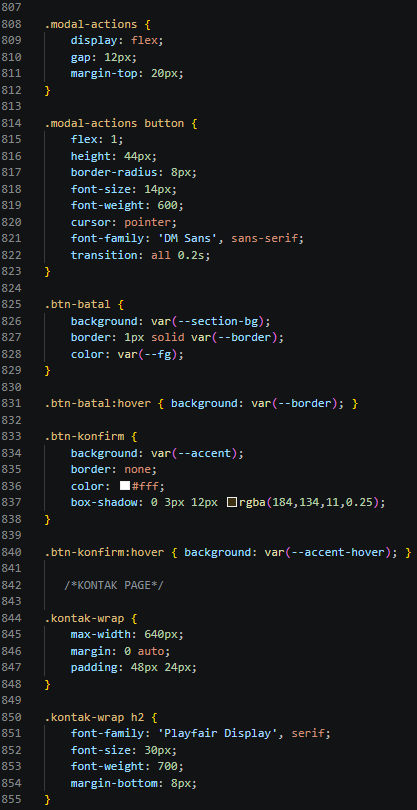 807
808 .modal-actions {
809 display: flex;
810 gap: 12px;
811 margin-top: 20px;
812 }
813
814 .modal-actions button {
815 flex: 1;
816 height: 44px;
817 border-radius: 8px;
818 font-size: 14px;
819 font-weight: 600;
820 cursor: pointer;
821 font-family: 'DM Sans', sans-serif;
822 transition: all 0.2s;
823 }
824
825 .btn-batal {
826 background: var(--section-bg);
827 border: 1px solid var(--border);
828 color: var(--fg);
829 }
830
831 .btn-batal:hover { background: var(--border); }
832
833 .btn-konfirm {
834 background: var(--accent);
835 border: none;
836 color: #fff;
837 box-shadow: 0 3px 12px rgba(184,134,11,0.25);
838 }
839
840 .btn-konfirm:hover { background: var(--accent-hover); }
841
842 /*KONTAK PAGE*/
843
844 .kontak-wrap {
845 max-width: 640px;
846 margin: 0 auto;
847 padding: 48px 24px;
848 }
849
850 .kontak-wrap h2 {
851 font-family: 'Playfair Display', serif;
852 font-size: 30px;
853 font-weight: 700;
854 margin-bottom: 8px;
855 }